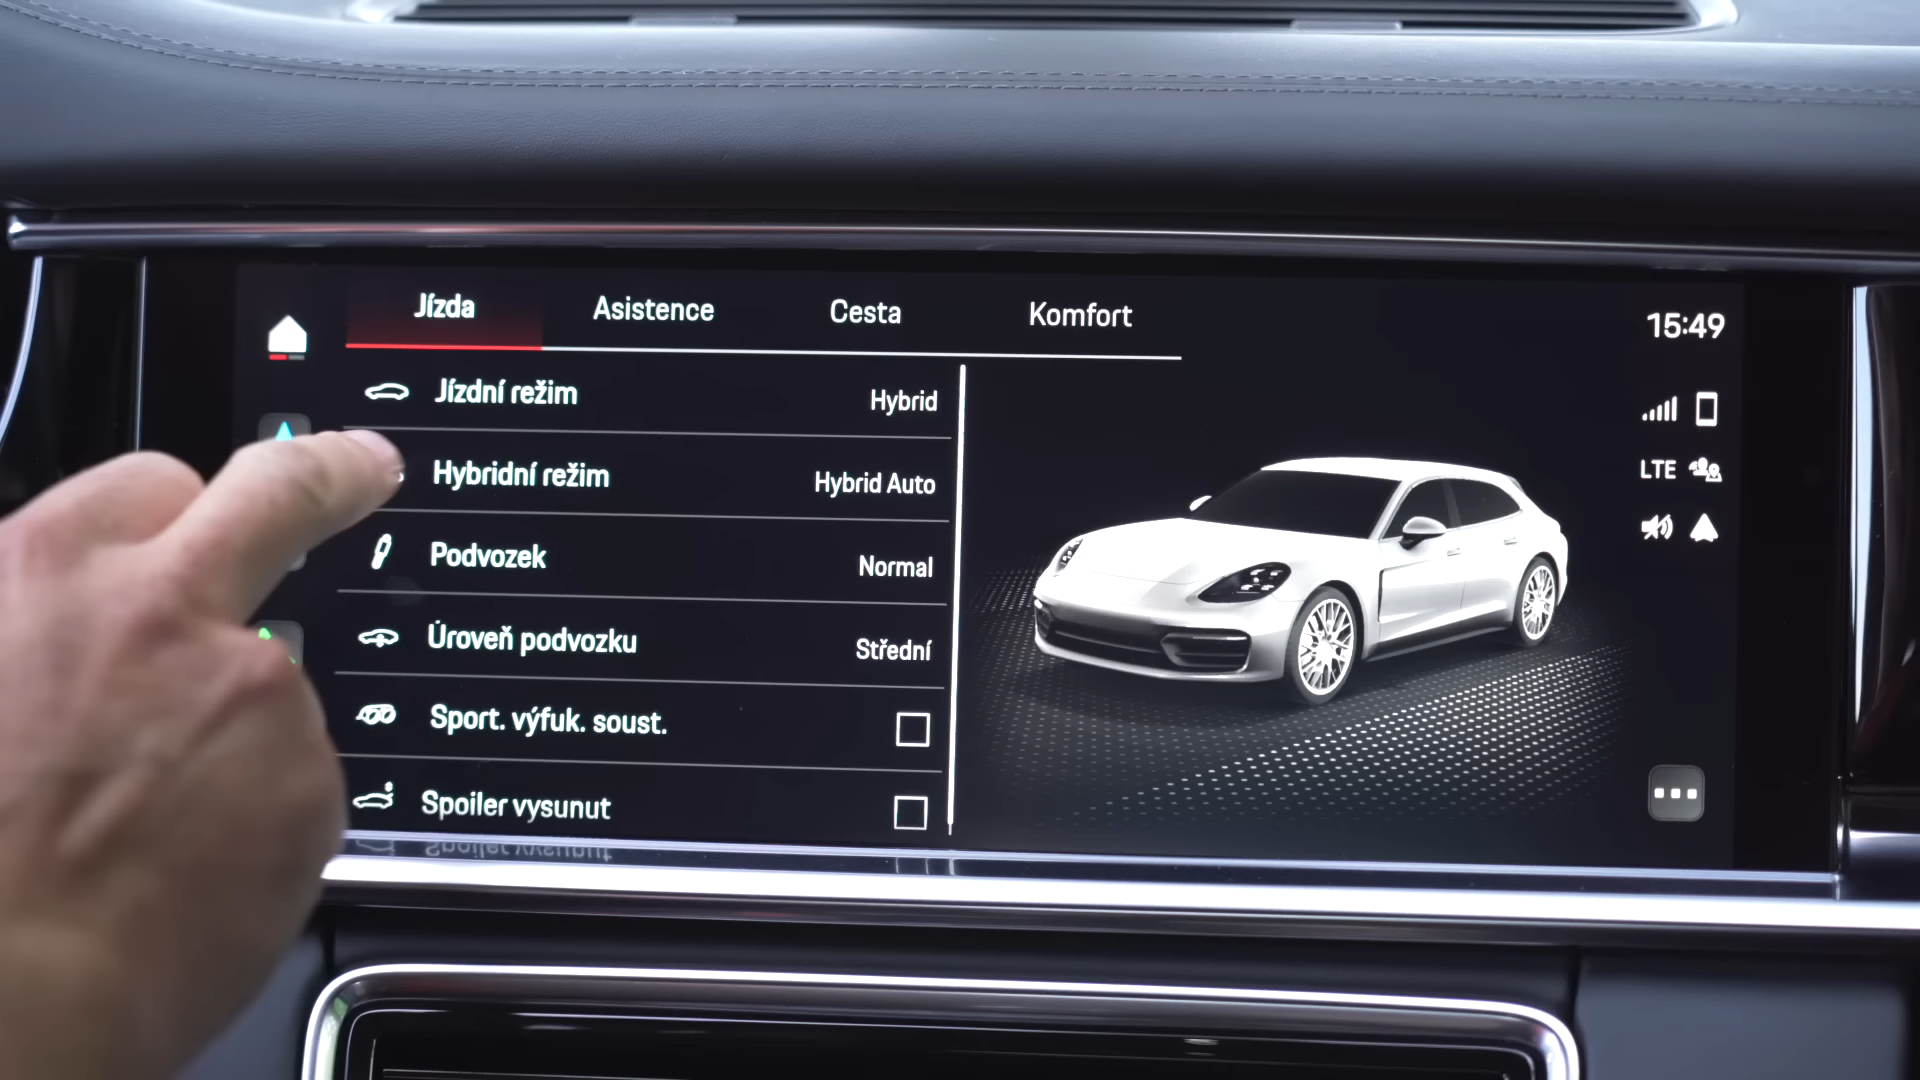 Jízda Asistence Cesta Komfort
15:49
Jízdní režim Hybrid
Hybridní režim Hybrid Auto
LTE
Podvozek Normal
Úroveň podvozku Střední
Sport. výfuk. soust.
Spoiler vysunut